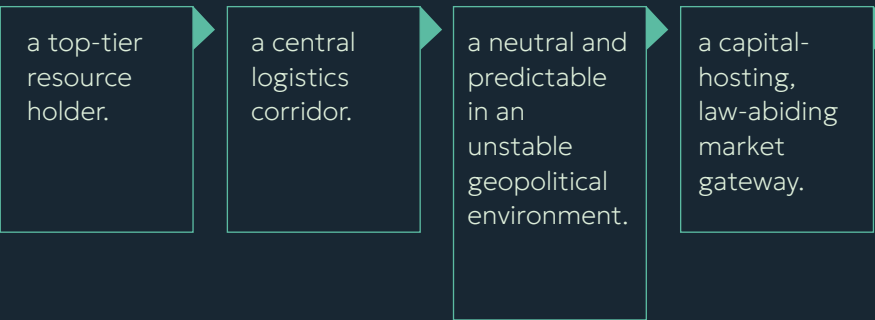 a top-tier
resource
holder.
a central
logistics
corridor.
a neutral and
predictable
in an
unstable
geopolitical
environment.
a capital-
hosting,
law-abiding
market
gateway.